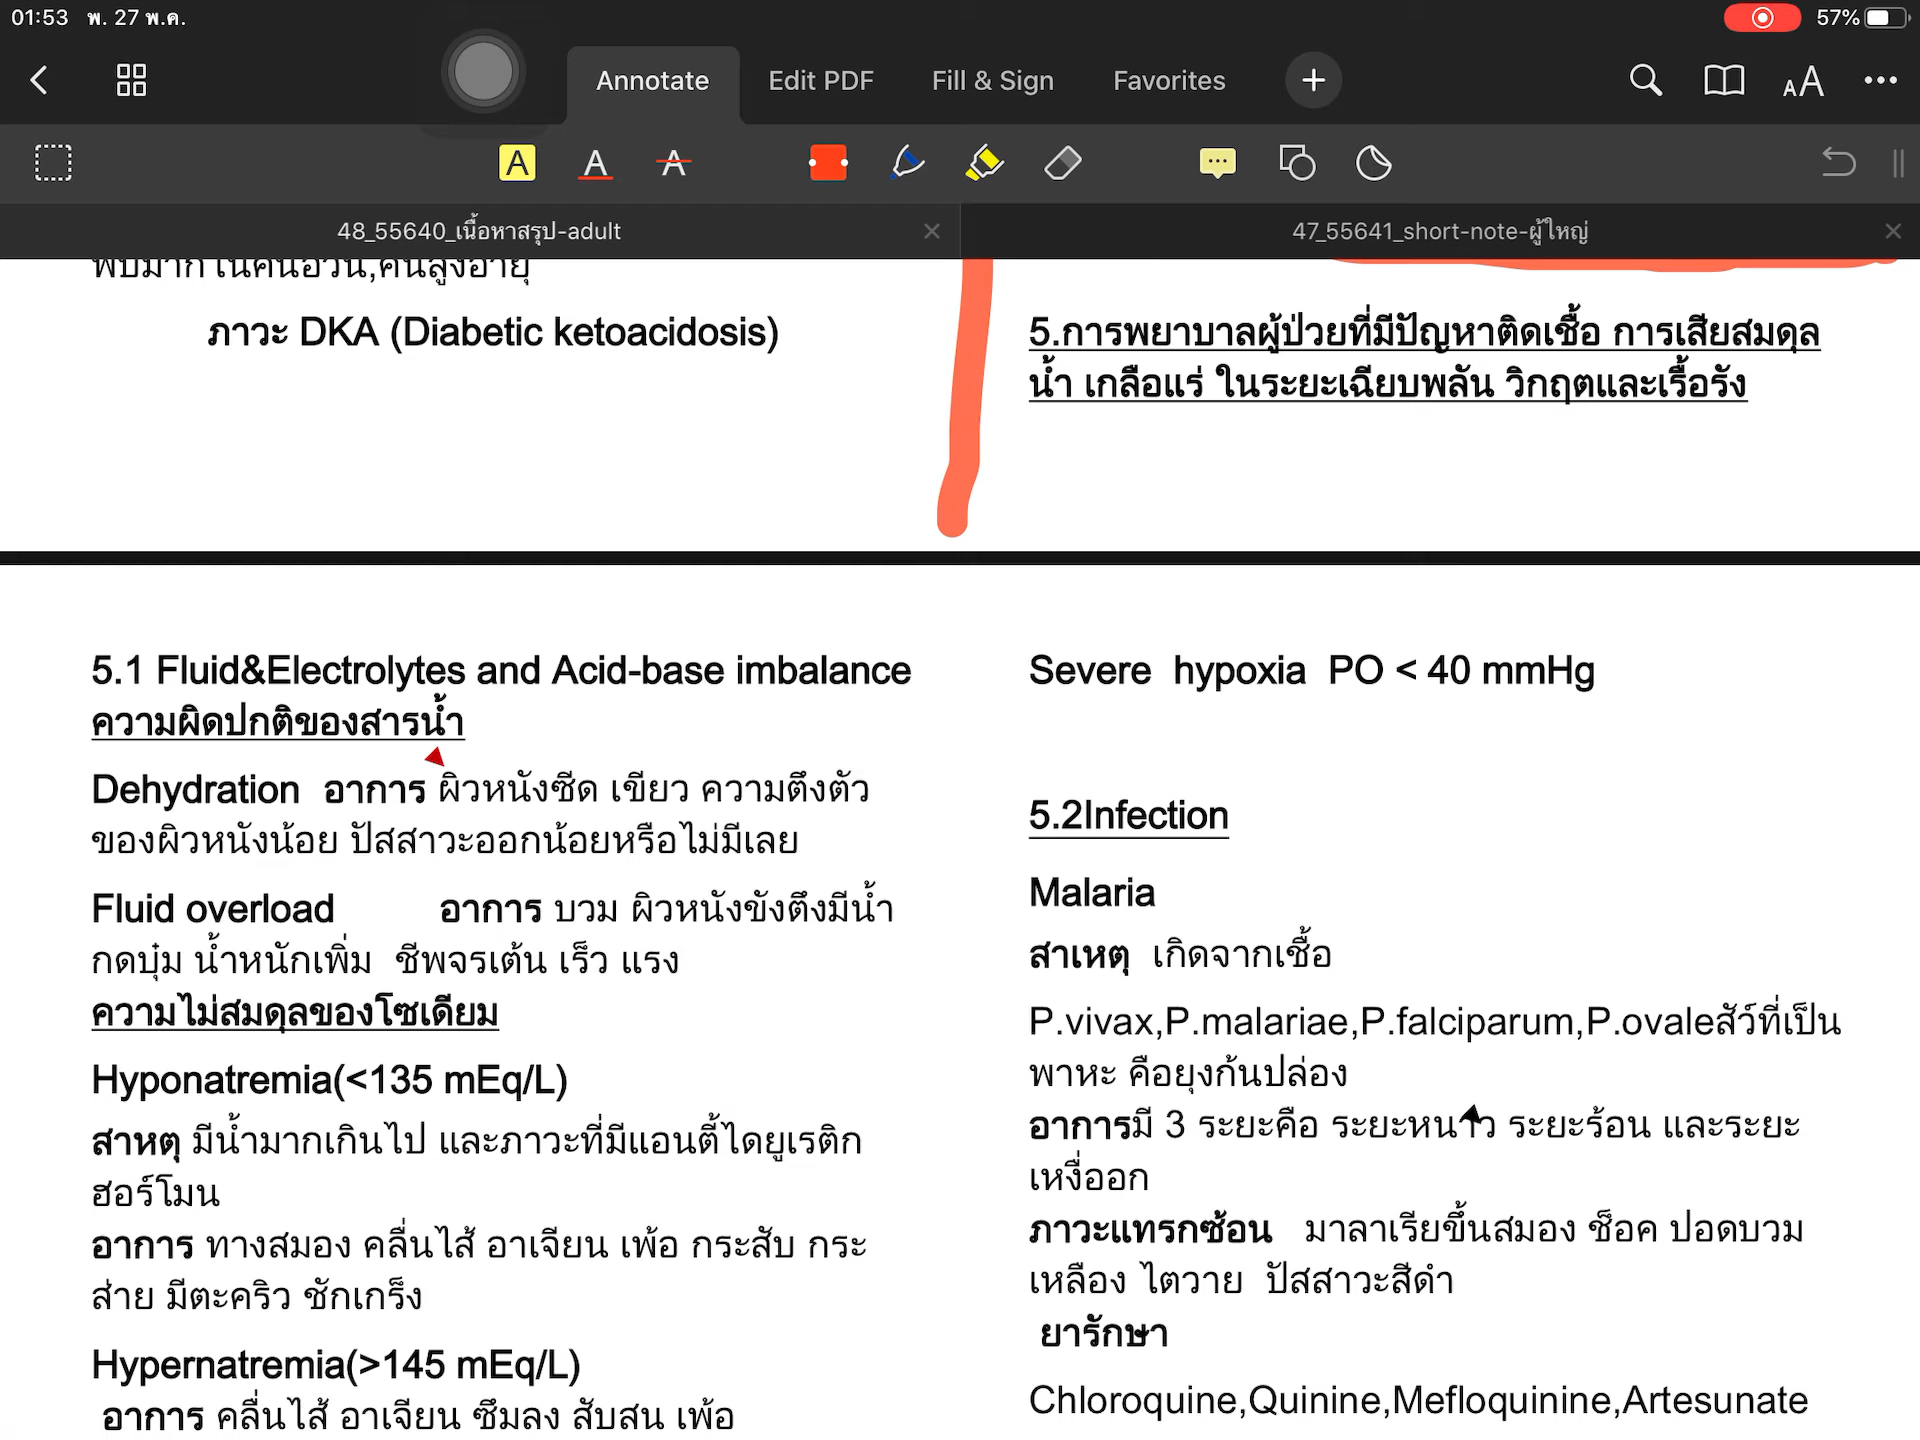 01:53 พ. 27 พ.ค.
57%
Annotate
Edit PDF
Fill & Sign
Favorites
48_55640_เนื้อหาสรุป-adult
47_55641_short-note-ผู้ใหญ่
พบมาก ในคนอ้วน,คนสูงอายุ
ภาวะ DKA (Diabetic ketoacidosis)
5.การพยาบาลผู้ป่วยที่มีปัญหาติดเชื้อ การเสียสมดุล
น้ำ เกลือแร่ ในระยะเฉียบพลัน วิกฤตและเรื้อรัง
5.1 Fluid&Electrolytes and Acid-base imbalance
ความผิดปกติของสารน้ำ
Dehydration อาการ ผิวหนังซีด เขียว ความตึงตัว
ของผิวหนังน้อย ปัสสาวะออกน้อยหรือไม่มีเลย
Fluid overload อาการ บวม ผิวหนังขังตึงมีน้ำ
กดบุ๋ม น้ำหนักเพิ่ม ชีพจรเต้น เร็ว แรง
ความไม่สมดุลของโซเดียม
Hyponatremia(<135 mEq/L)
สาหตุ มีน้ำมากเกินไป และภาวะที่มีแอนตี้ไดยูเรติก
ฮอร์โมน
อาการ ทางสมอง คลื่นไส้ อาเจียน เพ้อ กระสับ กระ
ส่าย มีตะคริว ชักเกร็ง
Hypernatremia(>145 mEq/L)
อาการ คลื่นไส้ อาเจียน ซึมลง สับสน เพ้อ
Severe hypoxia PO < 40 mmHg
5.2Infection
Malaria
สาเหตุ เกิดจากเชื้อ
P.vivax,P.malariae,P.falciparum,P.ovaleสัว์ที่เป็น
พาหะ คือยุงก้นปล่อง
อาการมี 3 ระยะคือ ระยะหนาว ระยะร้อน และระยะ
เหงื่ออก
ภาวะแทรกซ้อน มาลาเรียขึ้นสมอง ช็อค ปอดบวม
เหลือง ไตวาย ปัสสาวะสีดำ
ยารักษา
Chloroquine,Quinine,Mefloquinine,Artesunate